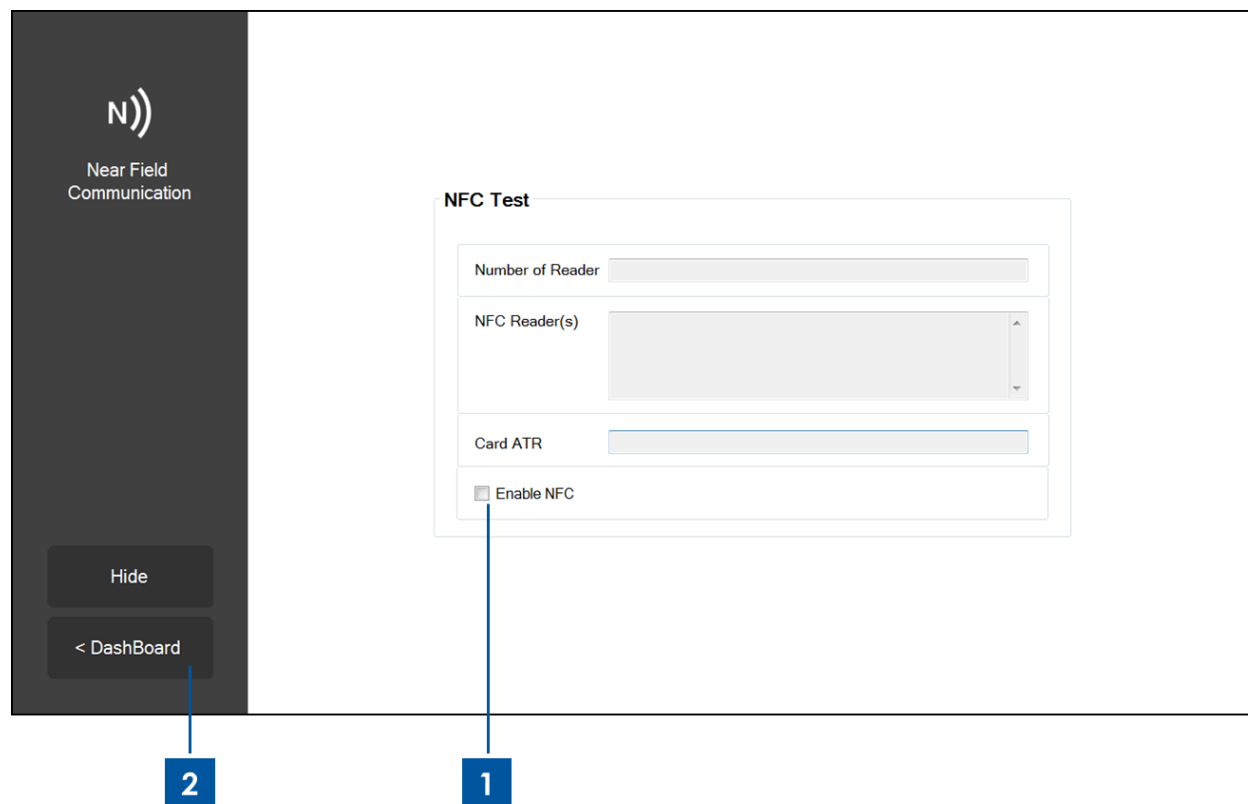 N
Near Field
Communication
NFC Test
Number of Reader
NFC Reader(s)
Card ATR
Enable NFC
Hide
< DashBoard
2
1